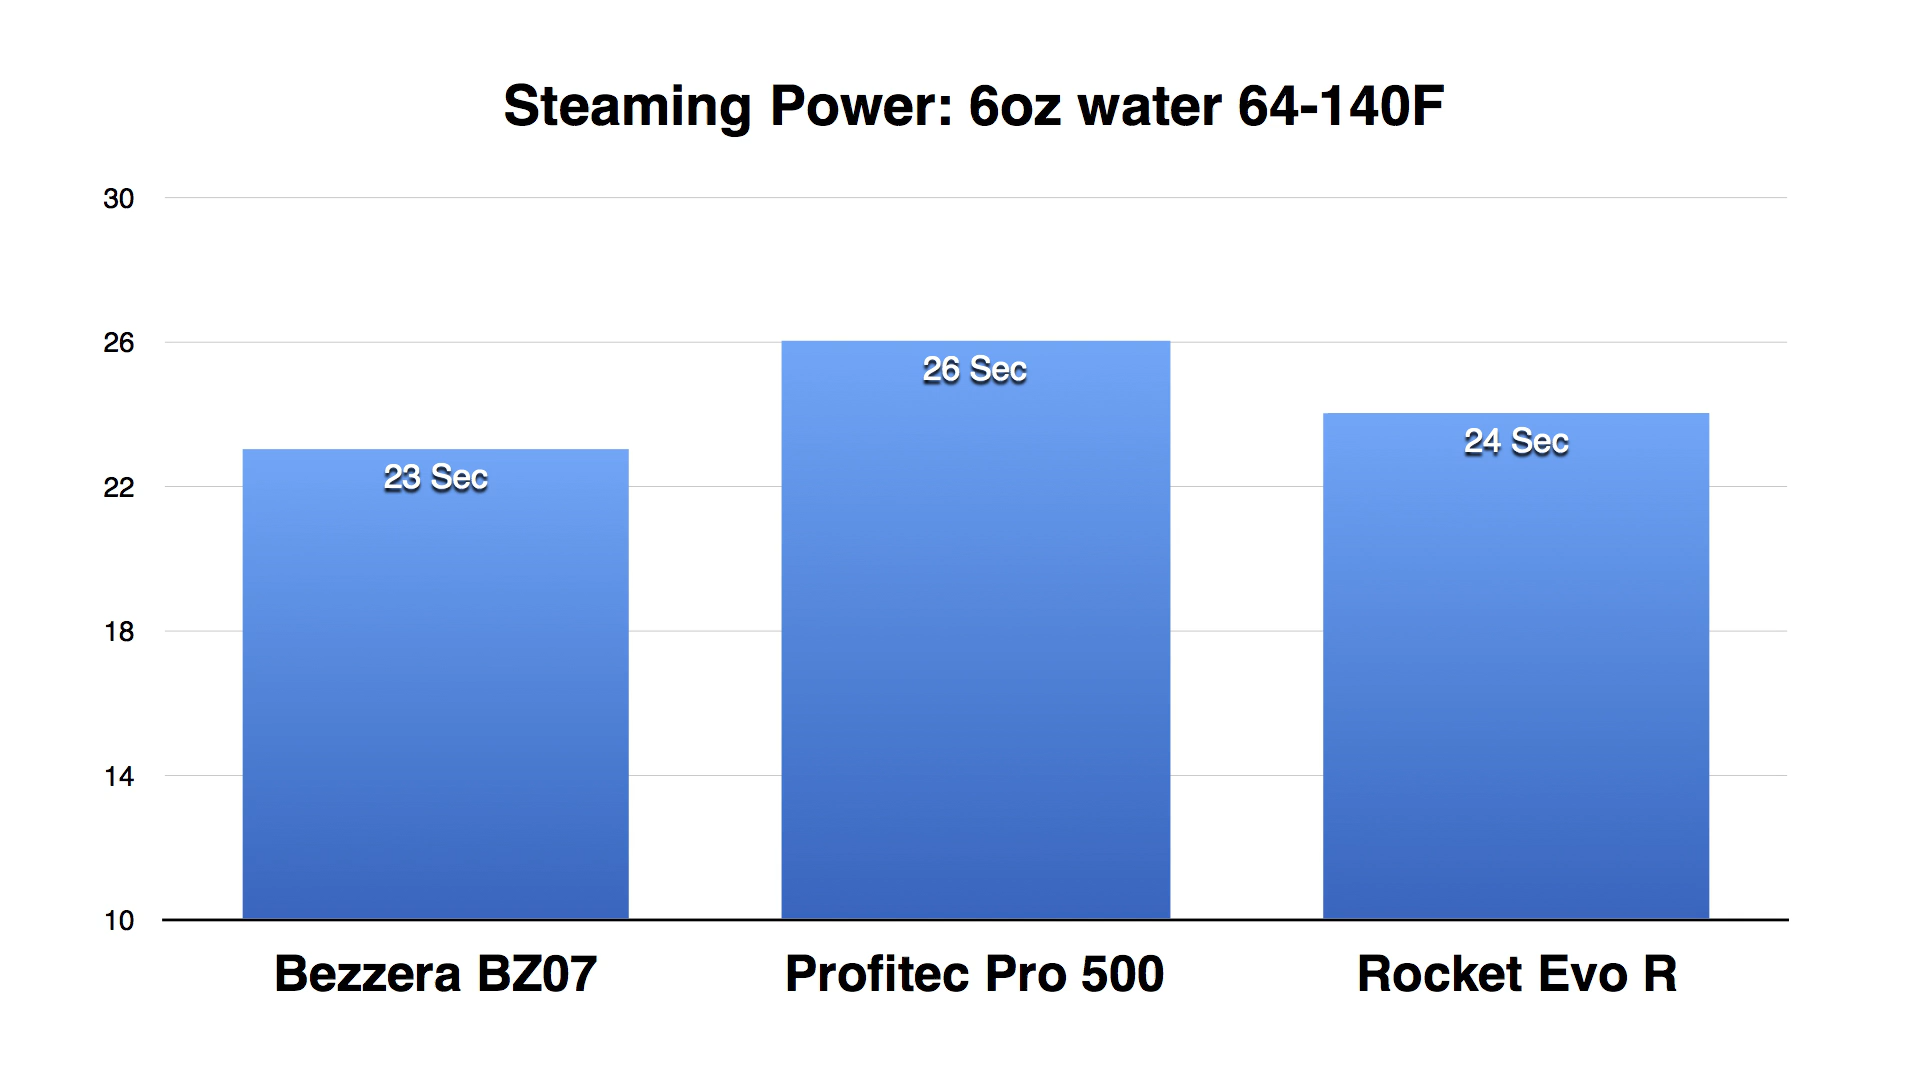 Steaming Power: 6oz water 64-140F
30
26
22
18
14
10
23 Sec
26 Sec
24 Sec
Bezzera BZ07
Profitec Pro 500
Rocket Evo R